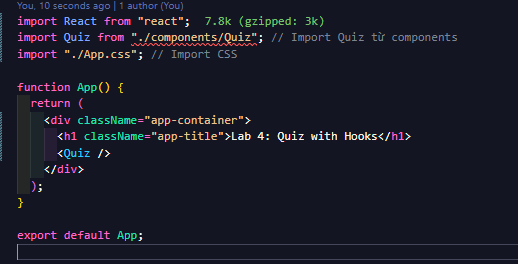 You, 10 seconds ago | 1 author (You)
import React from "react";  7.8k (gzipped: 3k)
import Quiz from "./components/Quiz"; // Import Quiz từ components
import "./App.css"; // Import CSS
function App() {
  return (
    <div className="app-container">
      <h1 className="app-title">Lab 4: Quiz with Hooks</h1>
      <Quiz />
    </div>
  );
}
export default App;